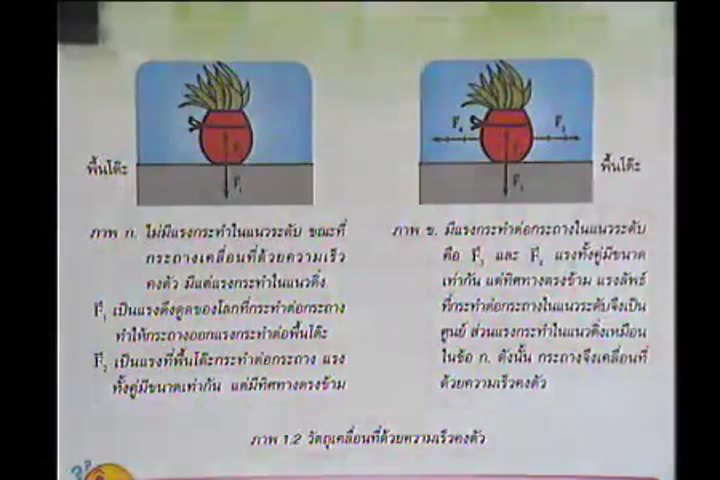 พื้นโต๊ะ
F₁
F₄
F₃
F₁
พื้นโต๊ะ
ภาพ ก. ไม่มีแรงกระทำในแนวระดับ ขณะที่
กระถางเคลื่อนที่ด้วยความเร็ว
คงตัว มีแต่แรงกระทำในแนวดิ่ง
F₁ เป็นแรงดึงดูดของโลกที่กระทำต่อกระถาง
ทำให้กระถางออกแรงกระทำต่อพื้นโต๊ะ
F₂ เป็นแรงที่พื้นโต๊ะกระทำต่อกระถาง แรง
ทั้งคู่มีขนาดเท่ากัน แต่มีทิศทางตรงข้าม
ภาพ ข. มีแรงกระทำต่อกระถางในแนวระดับ
คือ F₃ และ F₄ แรงทั้งคู่มีขนาด
เท่ากัน แต่ทิศทางตรงข้าม แรงลัพธ์
ที่กระทำต่อกระถางในแนวระดับจึงเป็น
ศูนย์ ส่วนแรงกระทำในแนวดิ่งเหมือน
ในข้อ ก. ดังนั้น กระถางจึงเคลื่อนที่
ด้วยความเร็วคงตัว
ภาพ 1.2 วัตถุเคลื่อนที่ด้วยความเร็วคงตัว